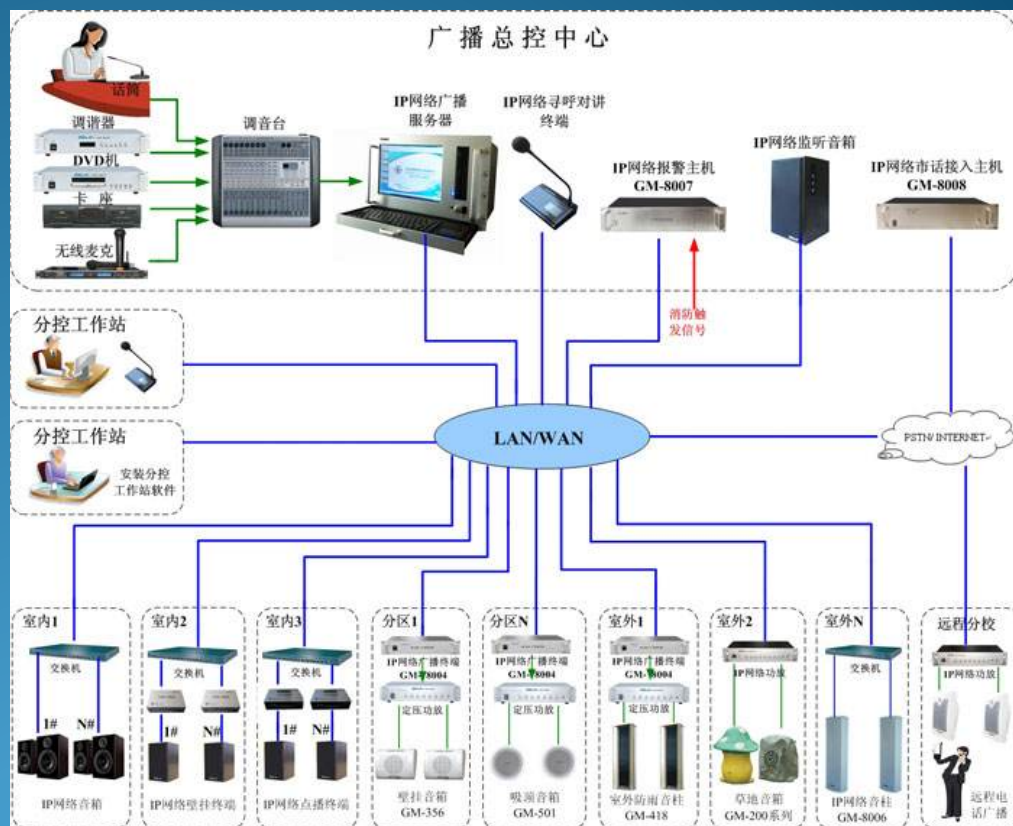 广播总控中心
话筒
调谐器
DVD机
卡 座
无线麦克
调音台
IP网络广播
服务器
IP网络寻呼对讲
终端
IP网络报警主机
GM-8007
IP网络监听音箱
IP网络市话接入主机
GM-8008
消防触
发信号
分控工作站
分控工作站
安装分控
工作站软件
LAN/WAN
PSTN/INTERNET
室内1
交换机
1# N#
IP网络音箱
室内2
交换机
1# N#
IP网络壁挂终端
室内3
交换机
1# N#
IP网络点播终端
分区1
IP网络广播终端
GM-8004
定压功放
壁挂音箱
GM-356
分区N
IP网络广播终端
GM-8004
定压功放
吸顶音箱
GM-501
室外1
IP网络广播终端
GM-8004
定压功放
室外防雨音柱
GM-418
室外2
IP网络功放
草地音箱
GM-200系列
室外N
交换机
IP网络音柱
GM-8006
远程分校
IP网络功放
远程电
话广播